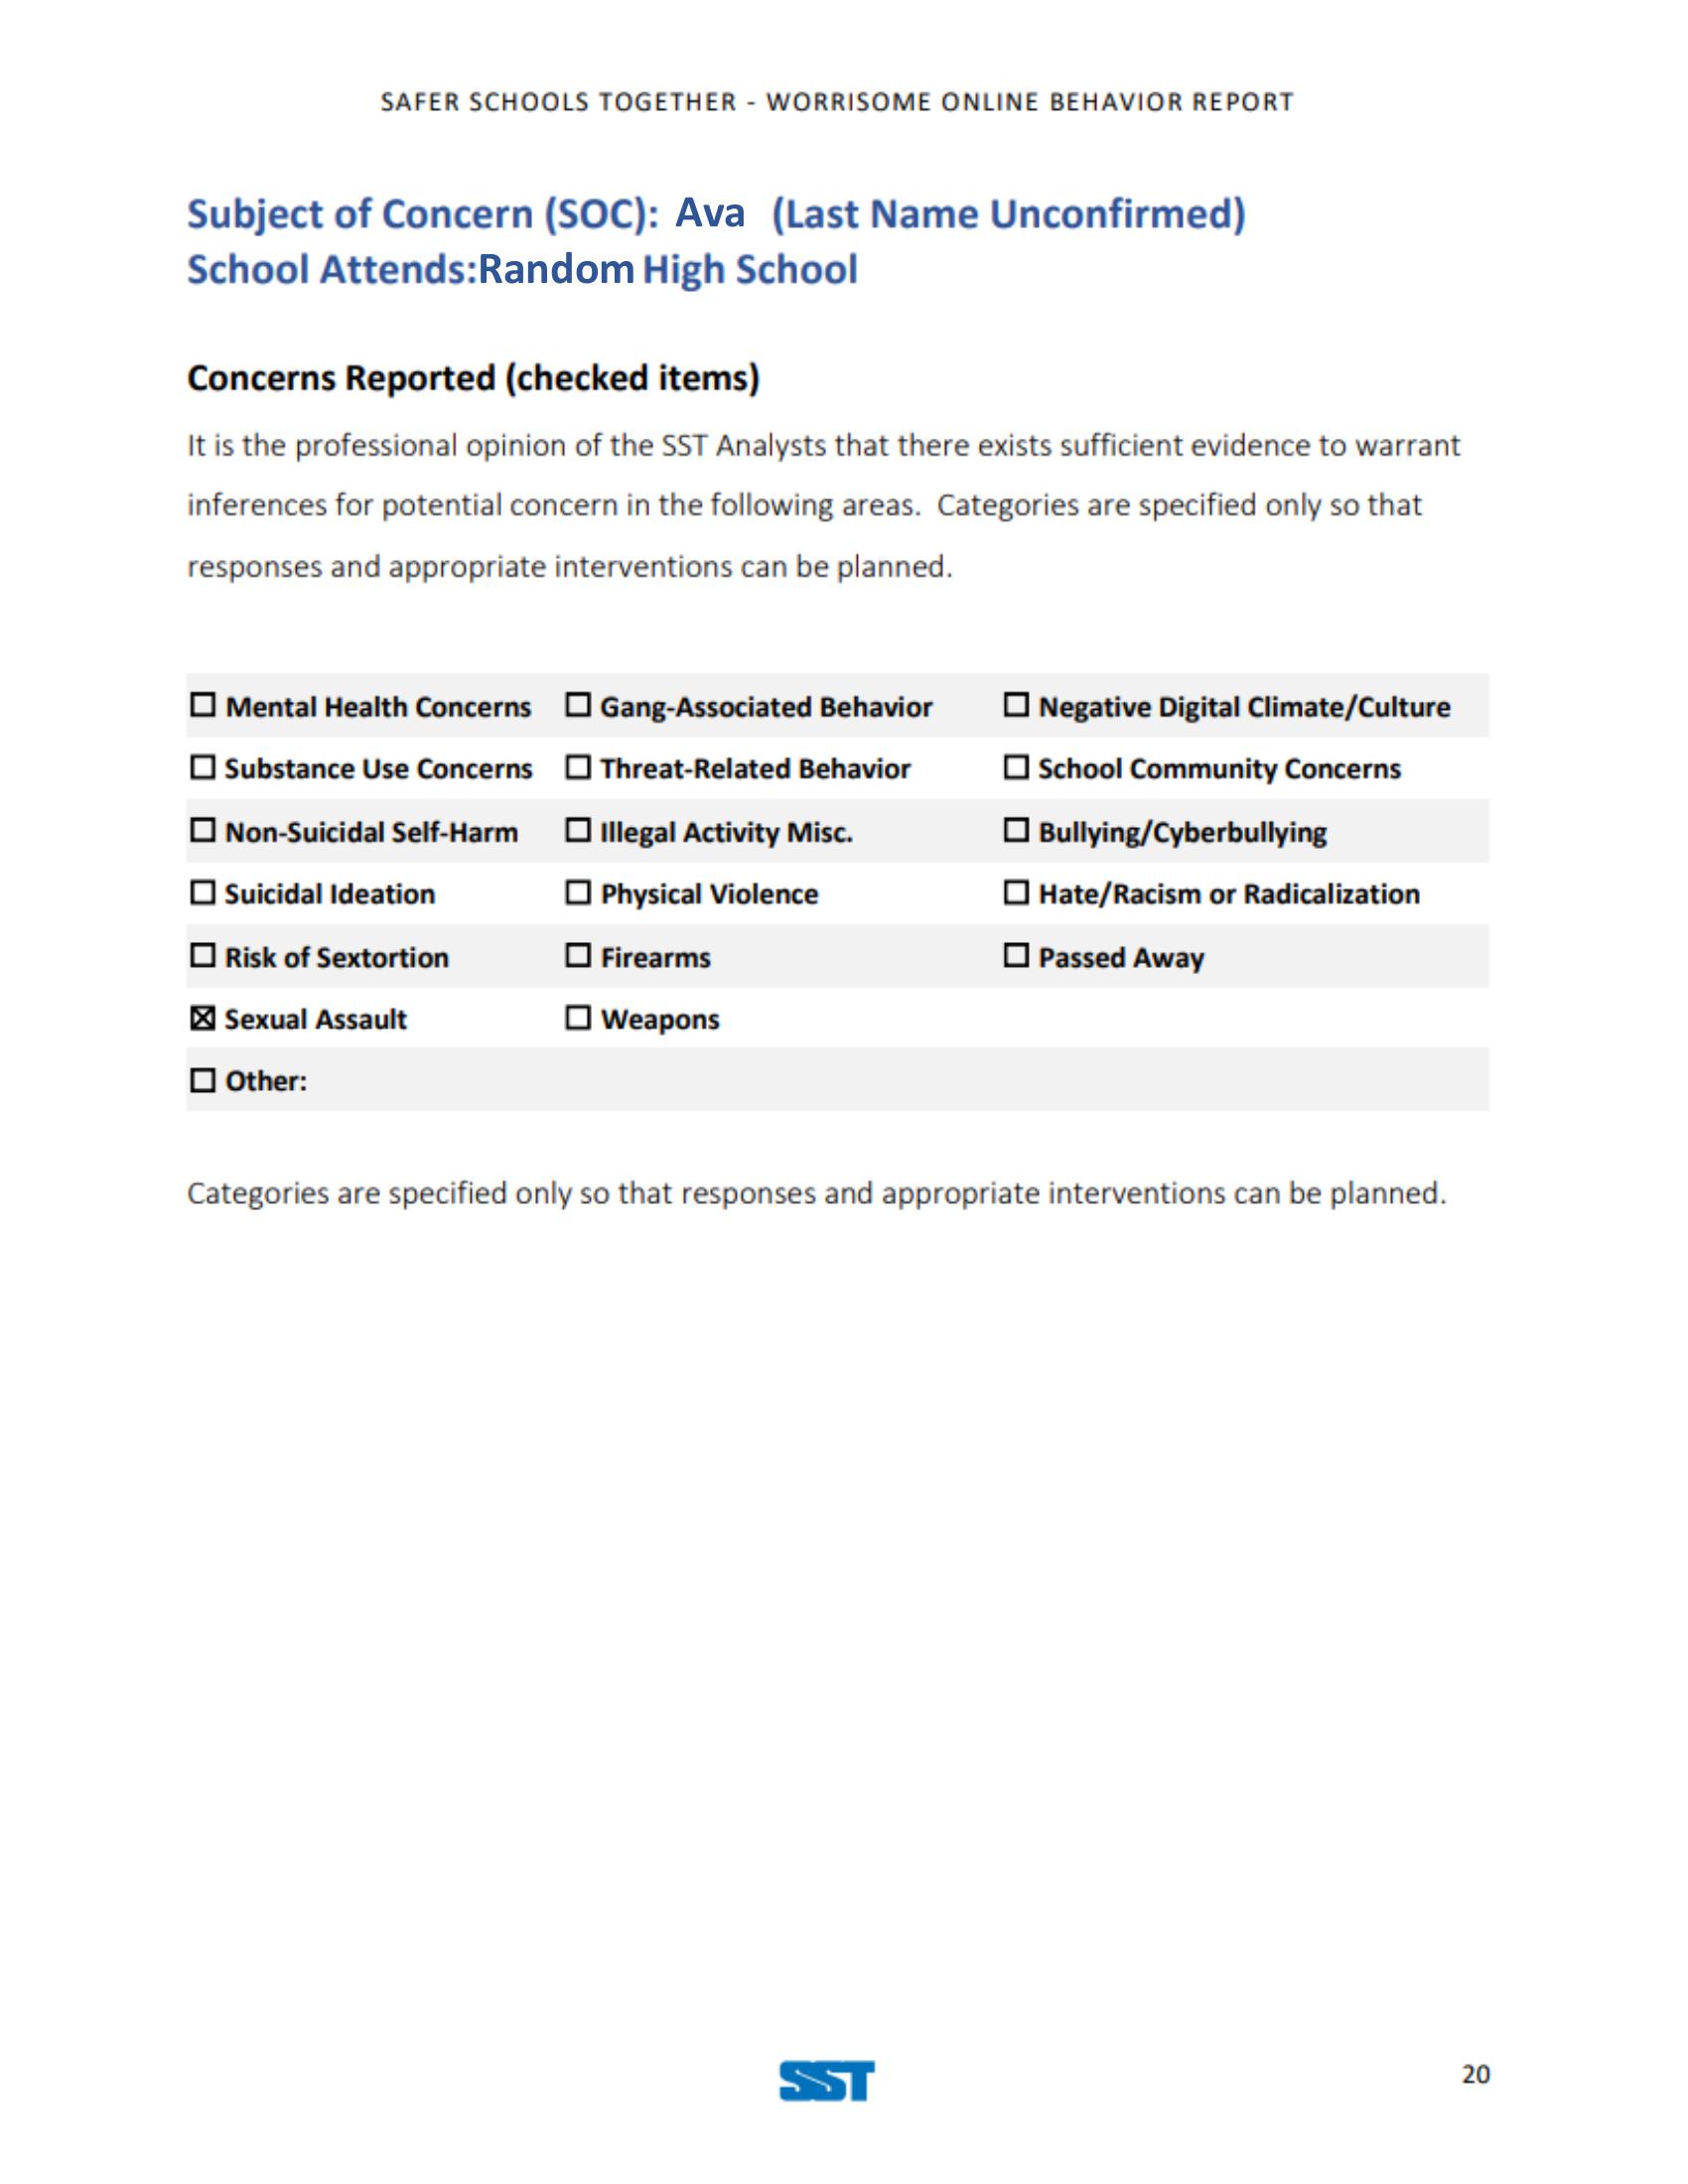 SAFER SCHOOLS TOGETHER - WORRISOME ONLINE BEHAVIOR REPORT
Subject of Concern (SOC): Ava (Last Name Unconfirmed)
School Attends:Random High School
Concerns Reported (checked items)
It is the professional opinion of the SST Analysts that there exists sufficient evidence to warrant
inferences for potential concern in the following areas.  Categories are specified only so that
responses and appropriate interventions can be planned.
☐ Mental Health Concerns ☐ Gang-Associated Behavior ☐ Negative Digital Climate/Culture
☐ Substance Use Concerns ☐ Threat-Related Behavior ☐ School Community Concerns
☐ Non-Suicidal Self-Harm ☐ Illegal Activity Misc. ☐ Bullying/Cyberbullying
☐ Suicidal Ideation ☐ Physical Violence ☐ Hate/Racism or Radicalization
☐ Risk of Sextortion ☐ Firearms ☐ Passed Away
☒ Sexual Assault ☐ Weapons
☐ Other:
Categories are specified only so that responses and appropriate interventions can be planned.
SST
20